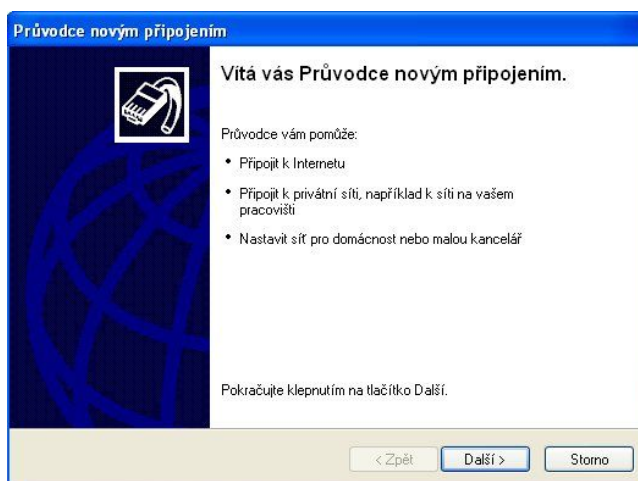 Průvodce novým připojením
Vítá vás Průvodce novým připojením.
Průvodce vám pomůže:
• Připojit k Internetu
• Připojit k privátní síti, například k síti na vašem
pracovišti
• Nastavit síť pro domácnost nebo malou kancelář
Pokračujte klepnutím na tlačítko Další.
< Zpět
Další >
Storno